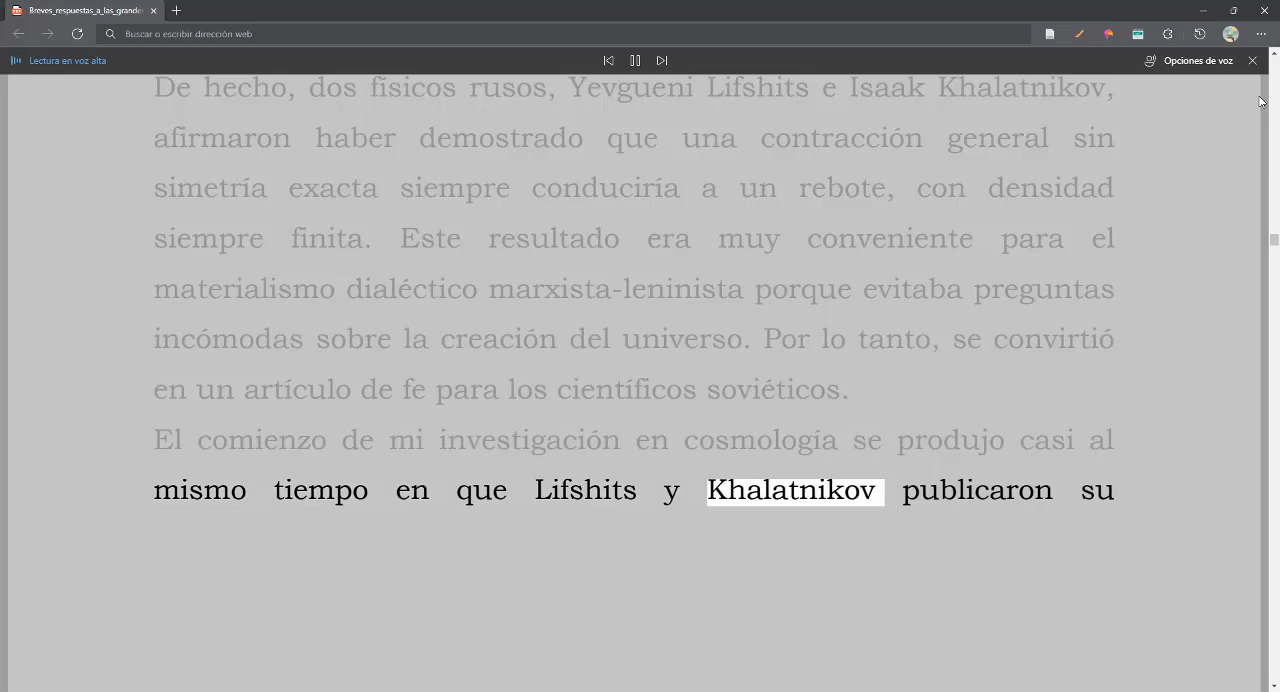 Breves_respuestas_a_las_grande
Buscar o escribir dirección web
Lectura en voz alta
Opciones de voz
De hecho, dos físicos rusos, Yevgueni Lifshits e Isaak Khalatnikov,
afirmaron haber demostrado que una contracción general sin
simetría exacta siempre conduciría a un rebote, con densidad
siempre finita. Este resultado era muy conveniente para el
materialismo dialéctico marxista-leninista porque evitaba preguntas
incómodas sobre la creación del universo. Por lo tanto, se convirtió
en un artículo de fe para los científicos soviéticos.
El comienzo de mi investigación en cosmología se produjo casi al
mismo tiempo en que Lifshits y Khalatnikov publicaron su